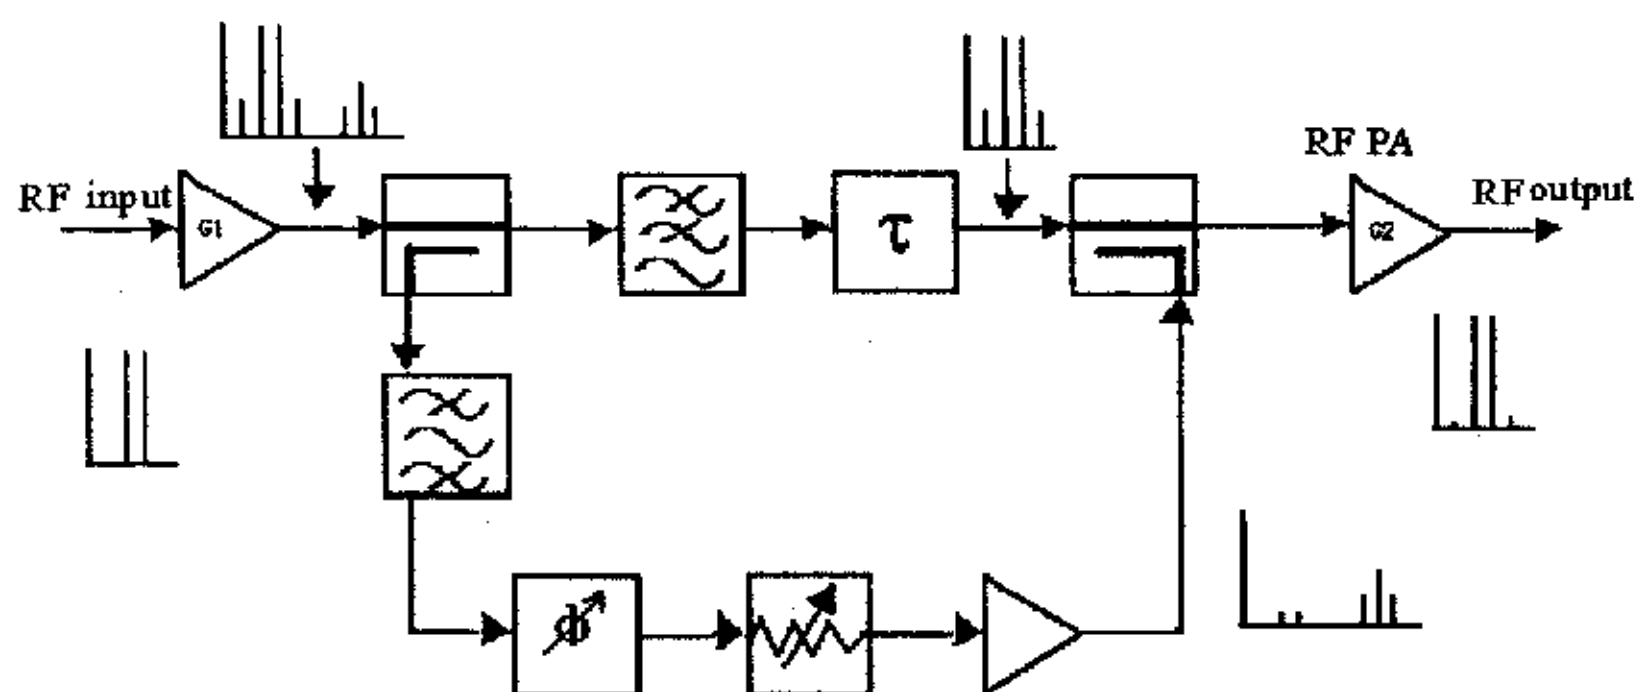 RF input
G1
τ
RF PA
G2
RF output
ϕ